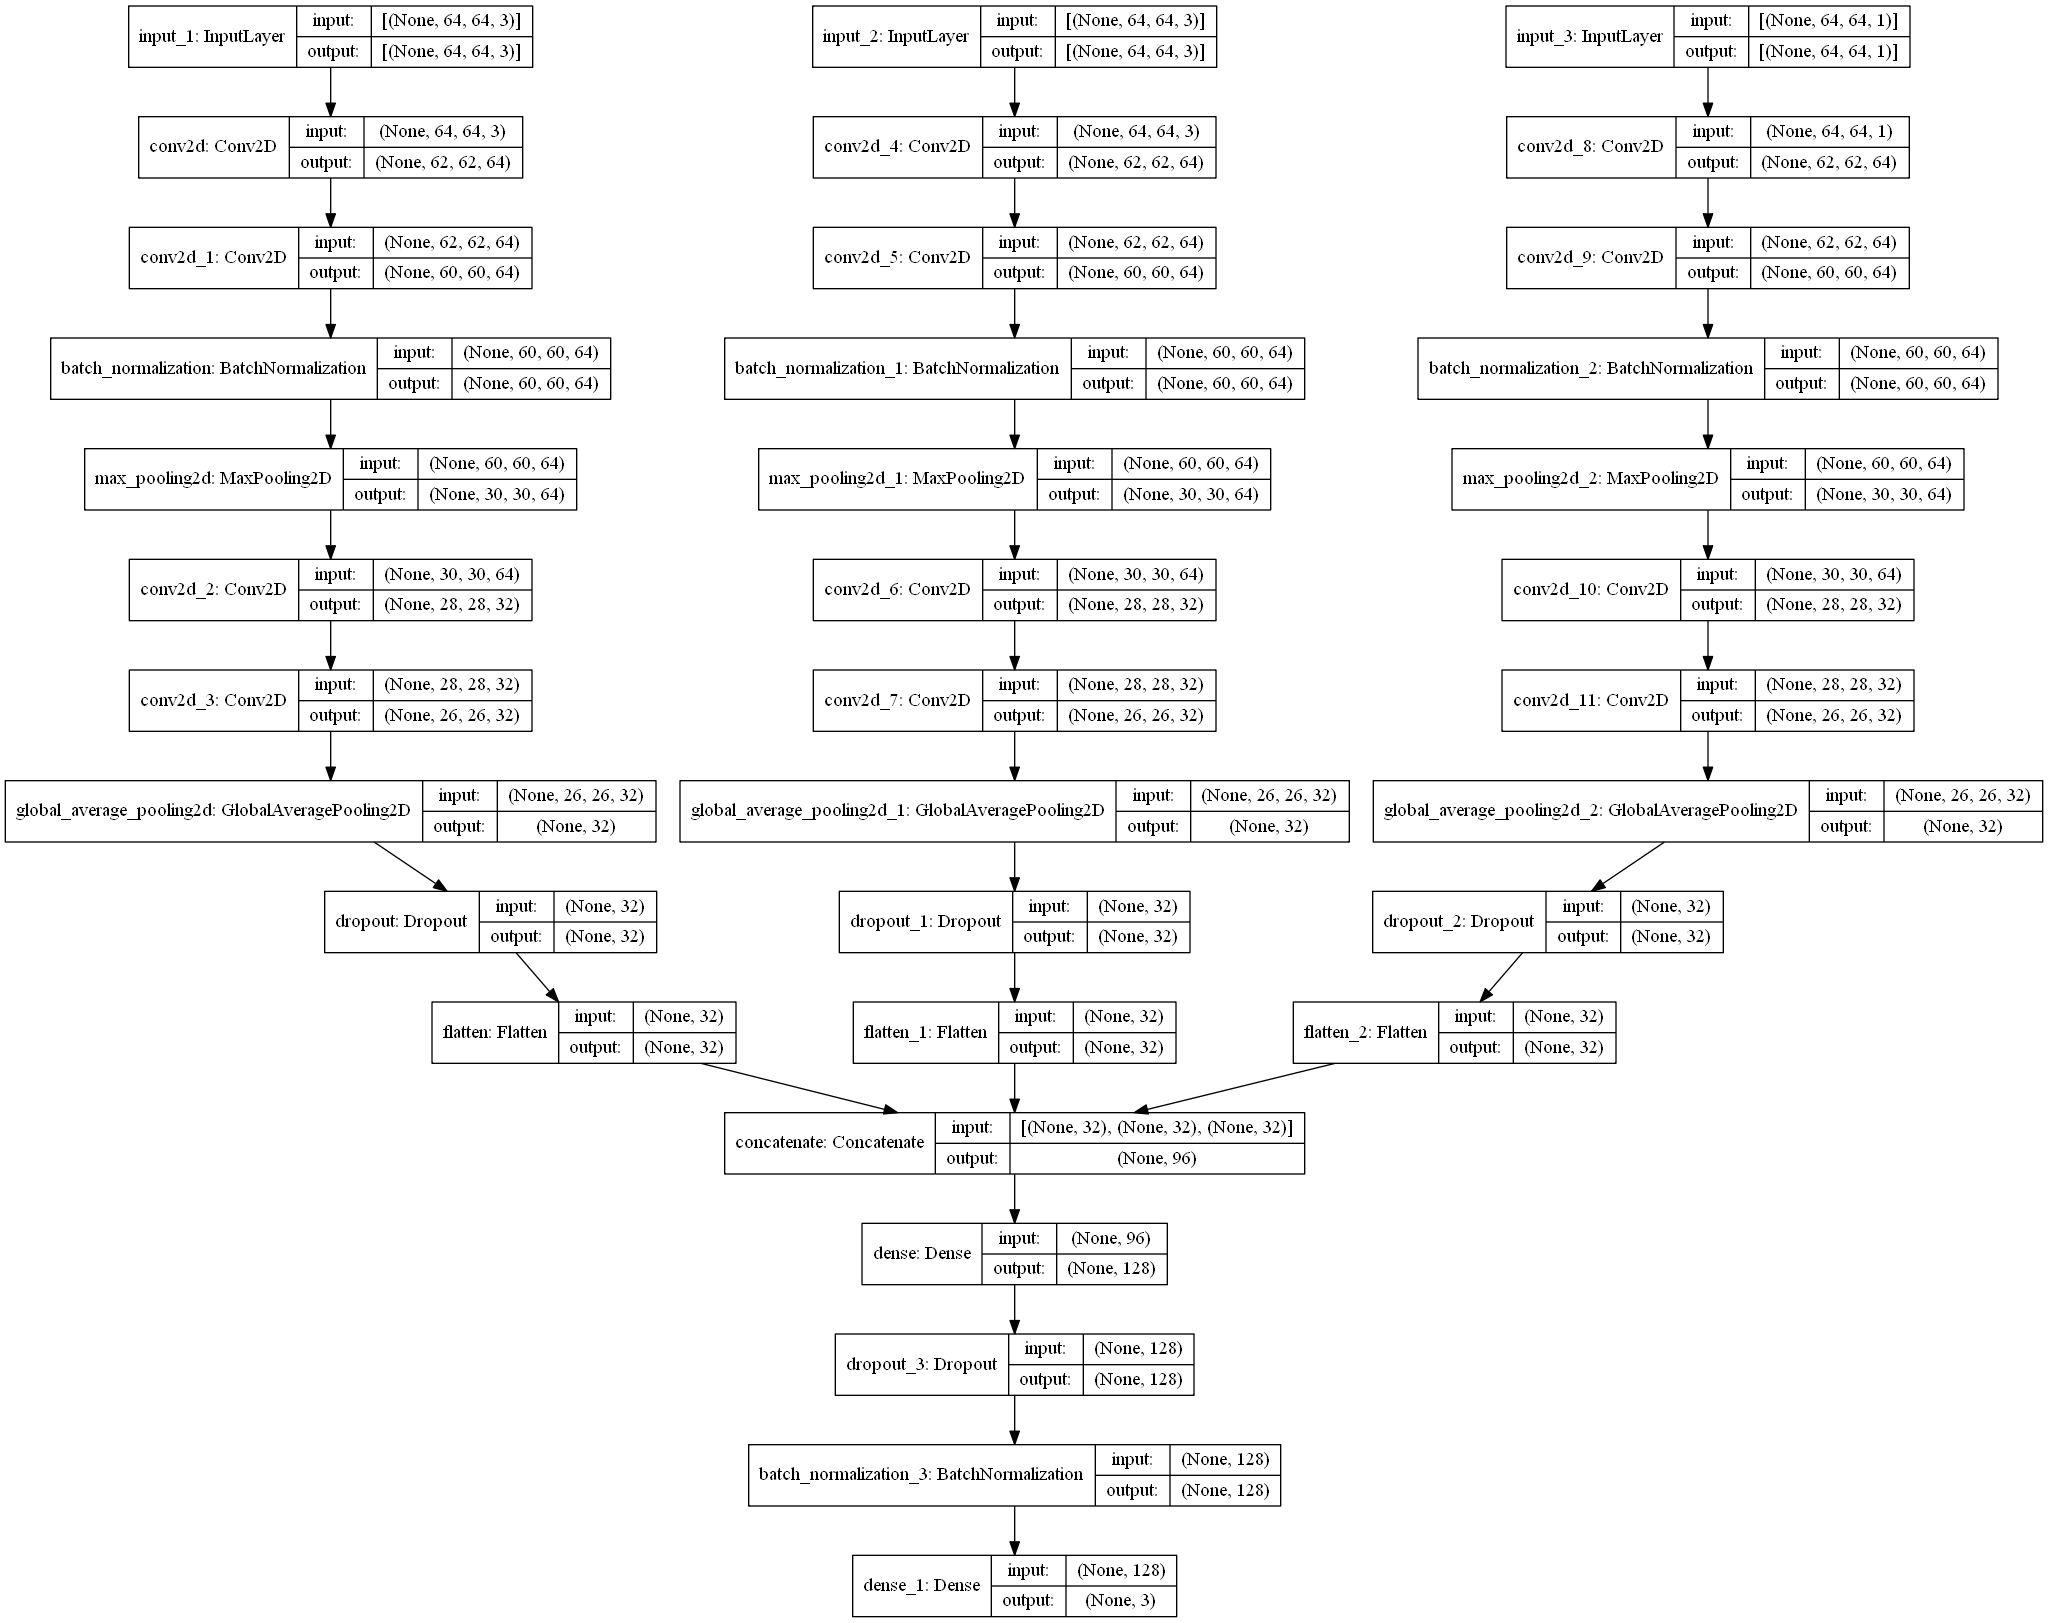 input_1: InputLayer input: [(None, 64, 64, 3)]
output: [(None, 64, 64, 3)]
input_2: InputLayer input: [(None, 64, 64, 3)]
output: [(None, 64, 64, 3)]
input_3: InputLayer input: [(None, 64, 64, 1)]
output: [(None, 64, 64, 1)]
conv2d: Conv2D input: (None, 64, 64, 3)
output: (None, 62, 62, 64)
conv2d_4: Conv2D input: (None, 64, 64, 3)
output: (None, 62, 62, 64)
conv2d_8: Conv2D input: (None, 64, 64, 1)
output: (None, 62, 62, 64)
conv2d_1: Conv2D input: (None, 62, 62, 64)
output: (None, 60, 60, 64)
conv2d_5: Conv2D input: (None, 62, 62, 64)
output: (None, 60, 60, 64)
conv2d_9: Conv2D input: (None, 62, 62, 64)
output: (None, 60, 60, 64)
batch_normalization: BatchNormalization input: (None, 60, 60, 64)
output: (None, 60, 60, 64)
batch_normalization_1: BatchNormalization input: (None, 60, 60, 64)
output: (None, 60, 60, 64)
batch_normalization_2: BatchNormalization input: (None, 60, 60, 64)
output: (None, 60, 60, 64)
max_pooling2d: MaxPooling2D input: (None, 60, 60, 64)
output: (None, 30, 30, 64)
max_pooling2d_1: MaxPooling2D input: (None, 60, 60, 64)
output: (None, 30, 30, 64)
max_pooling2d_2: MaxPooling2D input: (None, 60, 60, 64)
output: (None, 30, 30, 64)
conv2d_2: Conv2D input: (None, 30, 30, 64)
output: (None, 28, 28, 32)
conv2d_6: Conv2D input: (None, 30, 30, 64)
output: (None, 28, 28, 32)
conv2d_10: Conv2D input: (None, 30, 30, 64)
output: (None, 28, 28, 32)
conv2d_3: Conv2D input: (None, 28, 28, 32)
output: (None, 26, 26, 32)
conv2d_7: Conv2D input: (None, 28, 28, 32)
output: (None, 26, 26, 32)
conv2d_11: Conv2D input: (None, 28, 28, 32)
output: (None, 26, 26, 32)
global_average_pooling2d: GlobalAveragePooling2D input: (None, 26, 26, 32)
output: (None, 32)
global_average_pooling2d_1: GlobalAveragePooling2D input: (None, 26, 26, 32)
output: (None, 32)
global_average_pooling2d_2: GlobalAveragePooling2D input: (None, 26, 26, 32)
output: (None, 32)
dropout: Dropout input: (None, 32)
output: (None, 32)
dropout_1: Dropout input: (None, 32)
output: (None, 32)
dropout_2: Dropout input: (None, 32)
output: (None, 32)
flatten: Flatten input: (None, 32)
output: (None, 32)
flatten_1: Flatten input: (None, 32)
output: (None, 32)
flatten_2: Flatten input: (None, 32)
output: (None, 32)
concatenate: Concatenate input: [(None, 32), (None, 32), (None, 32)]
output: (None, 96)
dense: Dense input: (None, 96)
output: (None, 128)
dropout_3: Dropout input: (None, 128)
output: (None, 128)
batch_normalization_3: BatchNormalization input: (None, 128)
output: (None, 128)
dense_1: Dense input: (None, 128)
output: (None, 3)